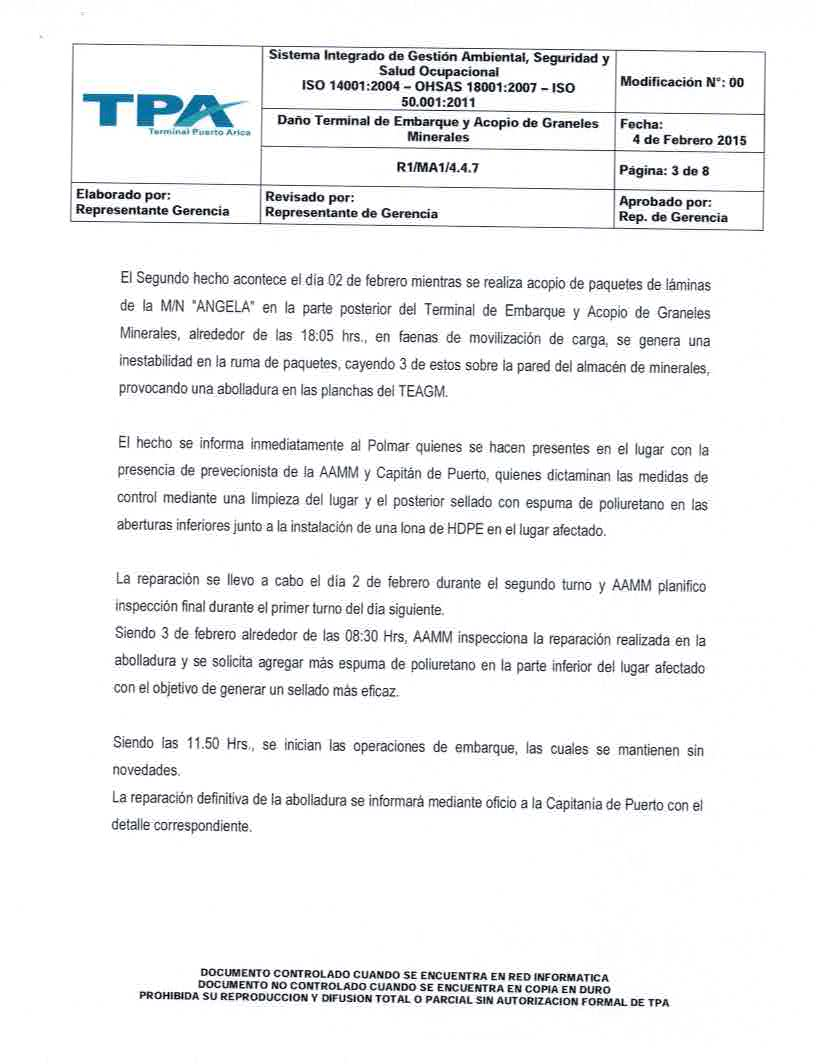 Sistema Integrado de Gestión Ambiental, Seguridad y
Salud Ocupacional
ISO 14001:2004 – OHSAS 18001:2007 – ISO
50.001:2011
Modificación N°: 00
TPA
Terminal Puerto Arica
Daño Terminal de Embarque y Acopio de Graneles
Minerales
Fecha:
4 de Febrero 2015
R1/MA1/4.4.7
Página: 3 de 8
Elaborado por:
Representante Gerencia
Revisado por:
Representante de Gerencia
Aprobado por:
Rep. de Gerencia
El Segundo hecho acontece el día 02 de febrero mientras se realiza acopio de paquetes de láminas
de la M/N "ANGELA" en la parte posterior del Terminal de Embarque y Acopio de Graneles
Minerales, alrededor de las 18:05 hrs., en faenas de movilización de carga, se genera una
inestabilidad en la ruma de paquetes, cayendo 3 de estos sobre la pared del almacén de minerales,
provocando una abolladura en las planchas del TEAGM.
El hecho se informa inmediatamente al Polmar quienes se hacen presentes en el lugar con la
presencia de prevecionista de la AAMM y Capitán de Puerto, quienes dictaminan las medidas de
control mediante una limpieza del lugar y el posterior sellado con espuma de poliuretano en las
aberturas inferiores junto a la instalación de una lona de HDPE en el lugar afectado.
La reparación se llevo a cabo el día 2 de febrero durante el segundo turno y AAMM planifico
inspección final durante el primer turno del día siguiente.
Siendo 3 de febrero alrededor de las 08:30 Hrs, AAMM inspecciona la reparación realizada en la
abolladura y se solicita agregar más espuma de poliuretano en la parte inferior del lugar afectado
con el objetivo de generar un sellado más eficaz.
Siendo las 11.50 Hrs., se inician las operaciones de embarque, las cuales se mantienen sin
novedades.
La reparación definitiva de la abolladura se informará mediante oficio a la Capitanía de Puerto con el
detalle correspondiente.
DOCUMENTO CONTROLADO CUANDO SE ENCUENTRA EN RED INFORMATICA
DOCUMENTO NO CONTROLADO CUANDO SE ENCUENTRA EN COPIA EN DURO
PROHIBIDA SU REPRODUCCION Y DIFUSION TOTAL O PARCIAL SIN AUTORIZACION FORMAL DE TPA